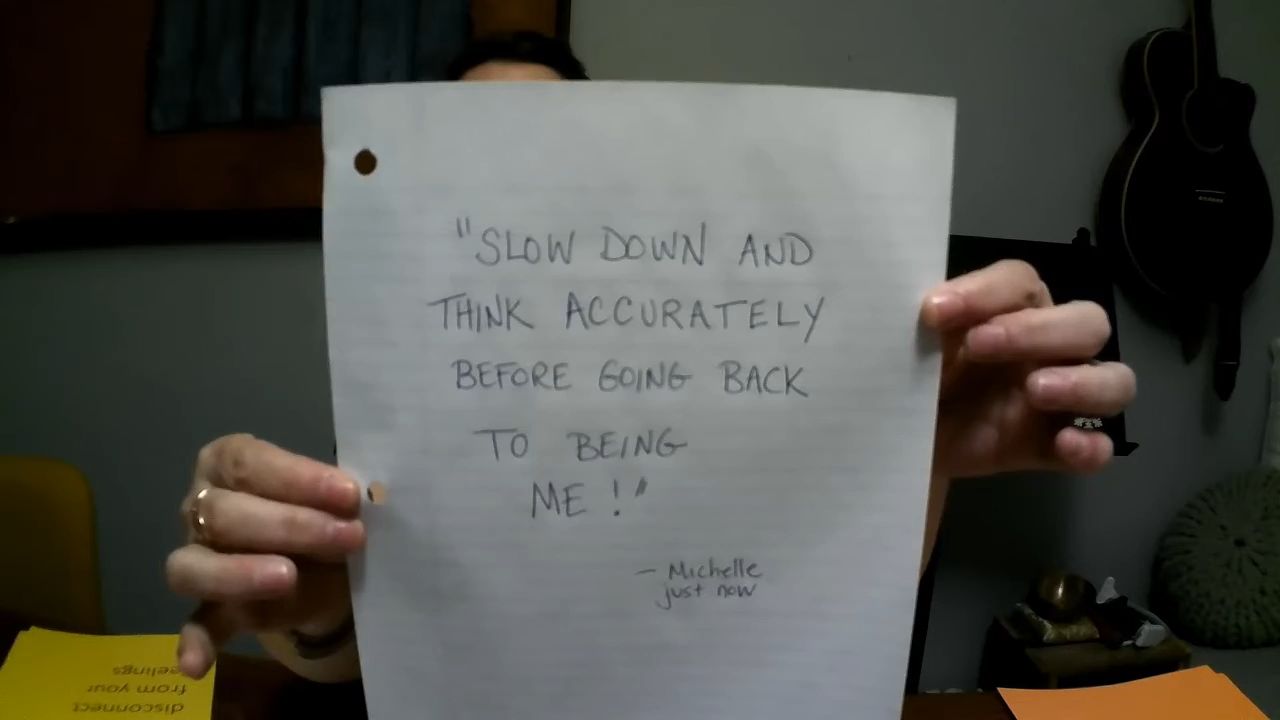 "SLOW DOWN AND
THINK ACCURATELY
BEFORE GOING BACK
TO BEING
ME!"
– Michelle
just now
disconnect
from your
feelings